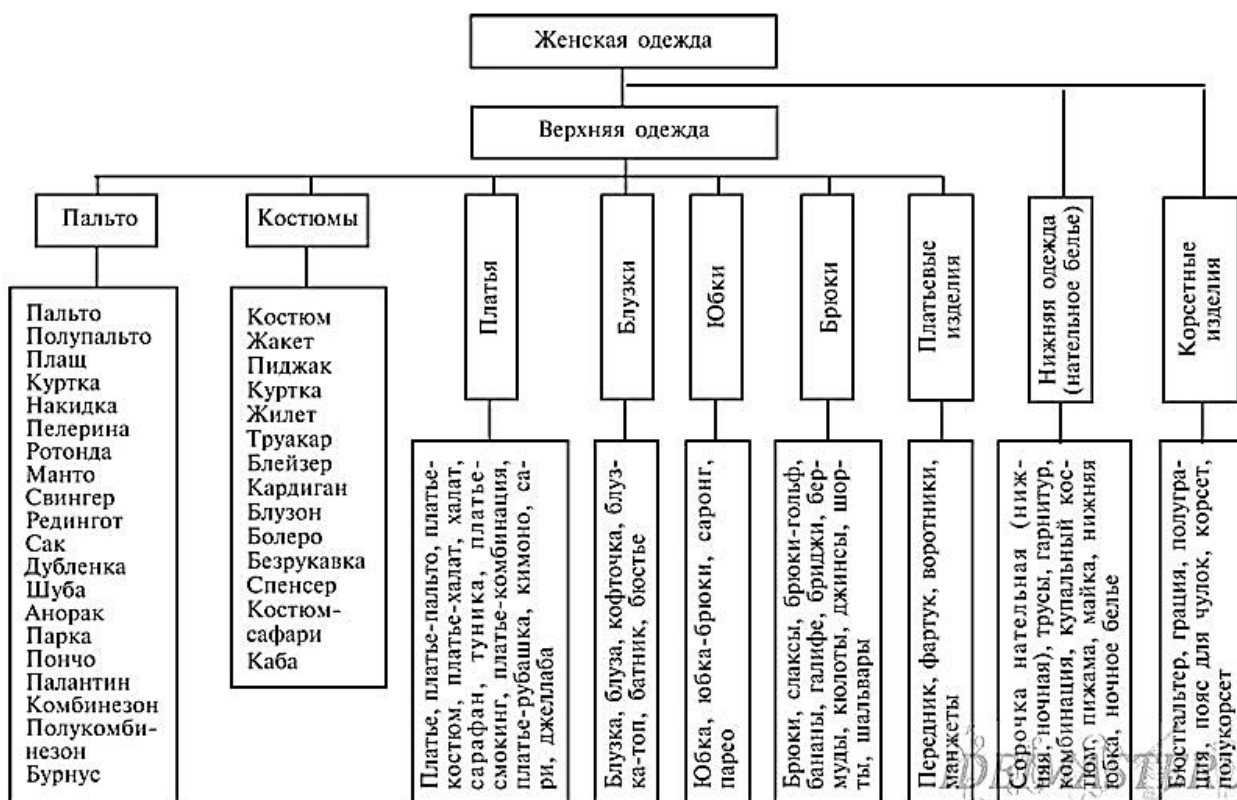 Женская одежда
Верхняя одежда
Пальто
Костюмы
Платья
Блузки
Юбки
Брюки
Платьевые
изделия
Нижняя одежда
(нательное белье)
Корсетные
изделия
Пальто
Полупальто
Плащ
Куртка
Накидка
Пелерина
Ротонда
Манто
Свингер
Редингот
Сак
Дубленка
Шуба
Анорак
Парка
Пончо
Палантин
Комбинезон
Полукомби-
незон
Бурнус
Костюм
Жакет
Пиджак
Куртка
Жилет
Труакар
Блейзер
Кардиган
Блузон
Болеро
Безрукавка
Спенсер
Костюм-
сафари
Каба
Платье, платье-пальто, платье-
костюм, платье-халат, халат,
сарафан, туника, платье-
смокинг, платье-комбинация,
платье-рубашка, кимоно, са-
ри, джеллаба
Блузка, блуза, кофточка, блуз-
ка-топ, батник, бюстье
Юбка, юбка-брюки, саронг,
парео
Брюки, слаксы, брюки-гольф,
бананы, галифе, бриджи, бер-
муды, кюлоты, джинсы, шор-
ты, шальвары
Передник, фартук, воротники,
манжеты
Сорочка нательная (ниж-
няя, ночная), трусы, гарнитур,
комбинация, купальный кос-
тюм, пижама, майка, нижняя
юбка, ночное белье
Бюстгальтер, грация, полугра-
ция, пояс для чулок, корсет,
полукорсет